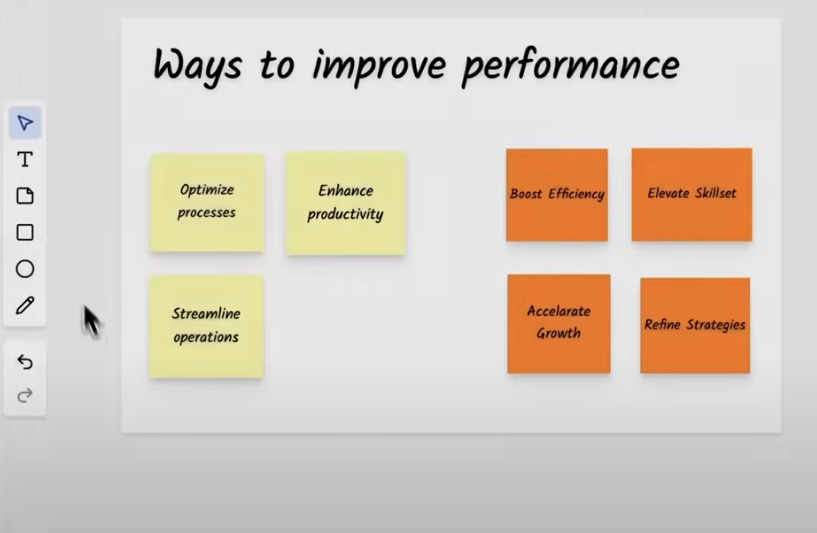 Ways to improve performance
T
Optimize
processes
Enhance
productivity
Streamline
operations
Boost Efficiency
Elevate Skillset
Accelarate
Growth
Refine Strategies